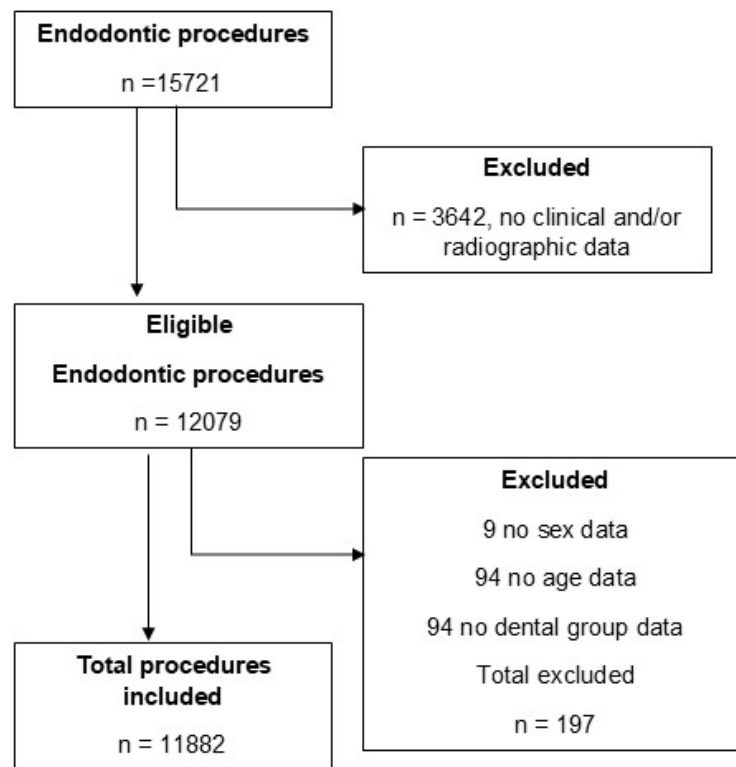 Endodontic procedures
n =15721
Excluded
n = 3642, no clinical and/or
radiographic data
Eligible
Endodontic procedures
n = 12079
Excluded
9 no sex data
94 no age data
94 no dental group data
Total excluded
n = 197
Total procedures
included
n = 11882